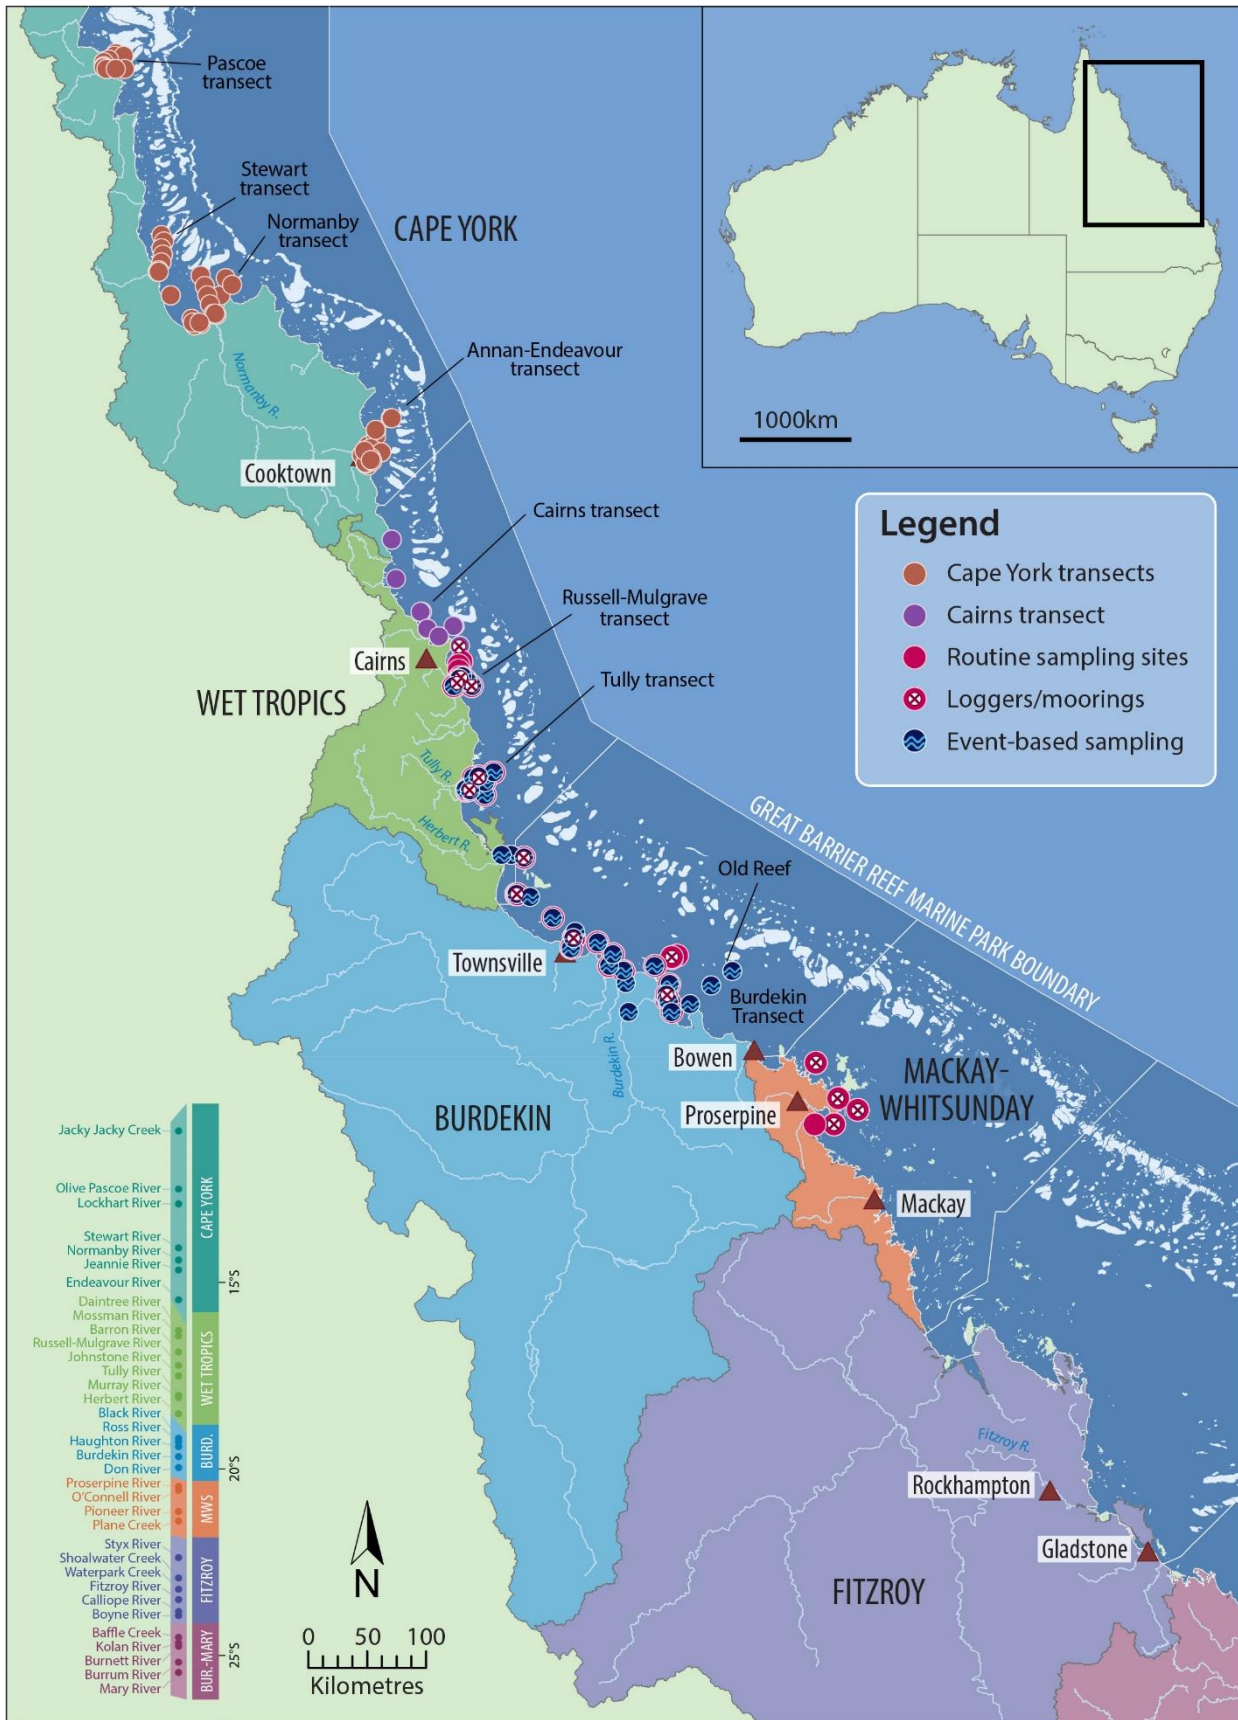 Pascoe
transect
Stewart
transect
Normanby
transect
CAPE YORK
Normanby R.
Annan-Endeavour
transect
Cooktown
1000km
Cairns transect
Russell-Mulgrave
transect
Cairns
Tully transect
WET TROPICS
Tully R.
Herbert R.
Legend
Cape York transects
Cairns transect
Routine sampling sites
Loggers/moorings
Event-based sampling
GREAT BARRIER REEF MARINE PARK BOUNDARY
Old Reef
Townsville
Burdekin
Transect
Burdekin R.
Bowen
MACKAY-
WHITSUNDAY
Proserpine
BURDEKIN
Mackay
Fitzroy R.
Rockhampton
Gladstone
FITZROY
N
0 50 100
Kilometres
Jacky Jacky Creek
Olive Pascoe River
Lockhart River
Stewart River
Normanby River
Jeannie River
Endeavour River
Daintree River
Mossman River
Barron River
Russell-Mulgrave River
Johnstone River
Tully River
Murray River
Herbert River
Black River
Ross River
Haughton River
Burdekin River
Don River
Proserpine River
O'Connell River
Pioneer River
Plane Creek
Styx River
Shoalwater Creek
Waterpark Creek
Fitzroy River
Calliope River
Boyne River
Baffle Creek
Kolan River
Burnett River
Burrum River
Mary River
CAPE YORK
WET TROPICS
BURD.
MWS
FITZROY
BUR.-MARY
15°S
20°S
25°S